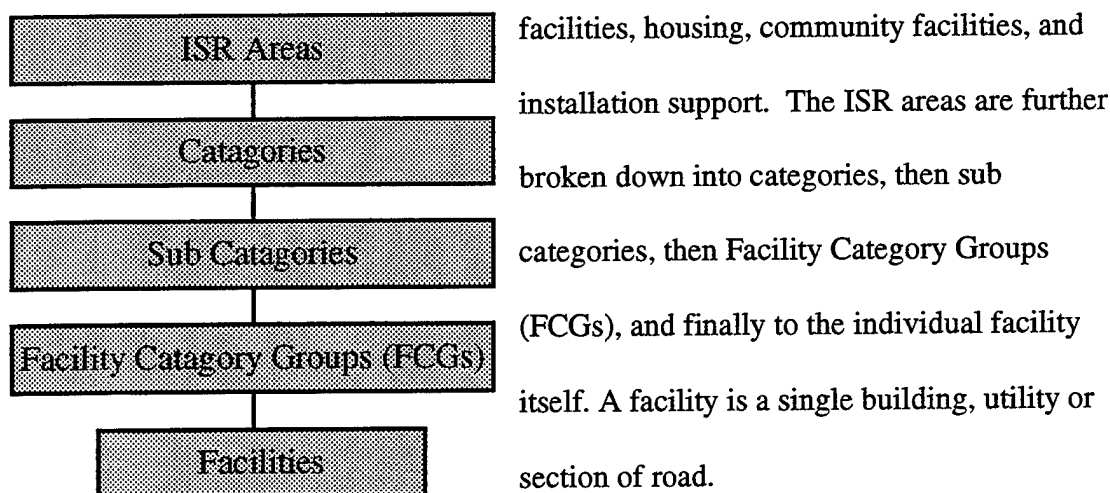 ISR Areas
Catagories
Sub Catagories
Facility Catagory Groups (FCGs)
Facilities
facilities, housing, community facilities, and
installation support. The ISR areas are further
broken down into categories, then sub
categories, then Facility Category Groups
(FCGs), and finally to the individual facility
itself. A facility is a single building, utility or
section of road.